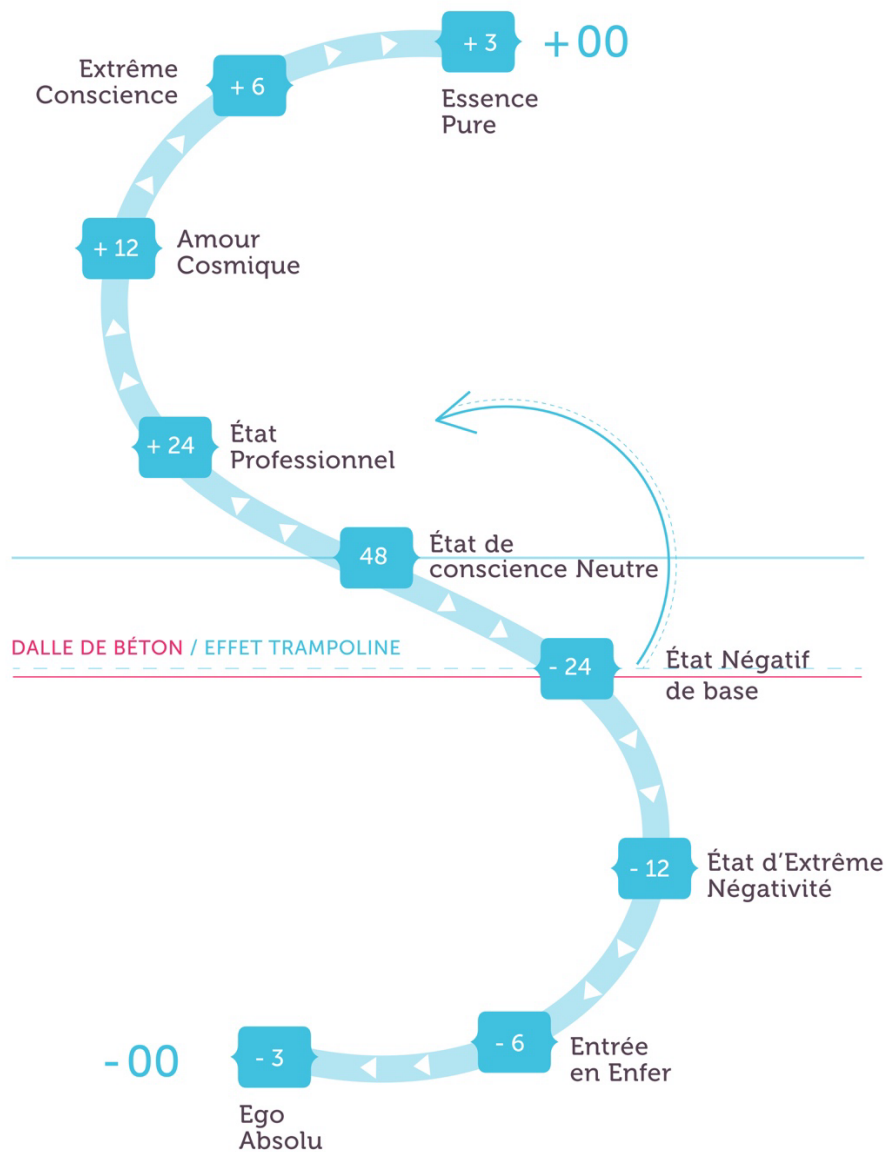 + 3
+ 00
Essence
Pure
Extrême
Conscience
+ 6
+ 12
Amour
Cosmique
+ 24
État
Professionnel
48
État de
conscience Neutre
DALLE DE BÉTON / EFFET TRAMPOLINE
- 24
État Négatif
de base
- 12
État d'Extrême
Négativité
- 6
Entrée
en Enfer
- 00
- 3
Ego
Absolu